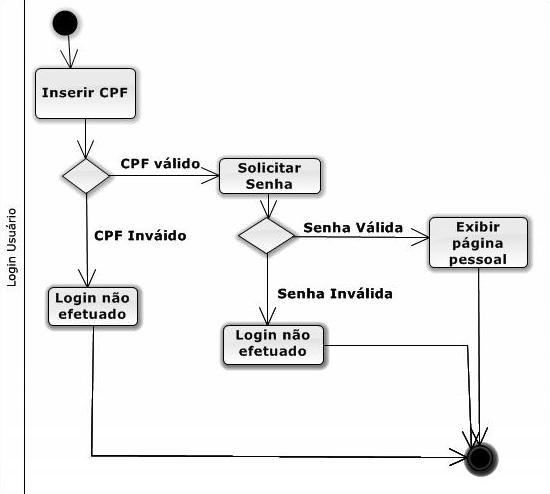 Login Usuário
Inserir CPF
CPF válido
Solicitar
Senha
CPF Inváido
Senha Válida
Exibir
página
pessoal
Login não
efetuado
Senha Inválida
Login não
efetuado